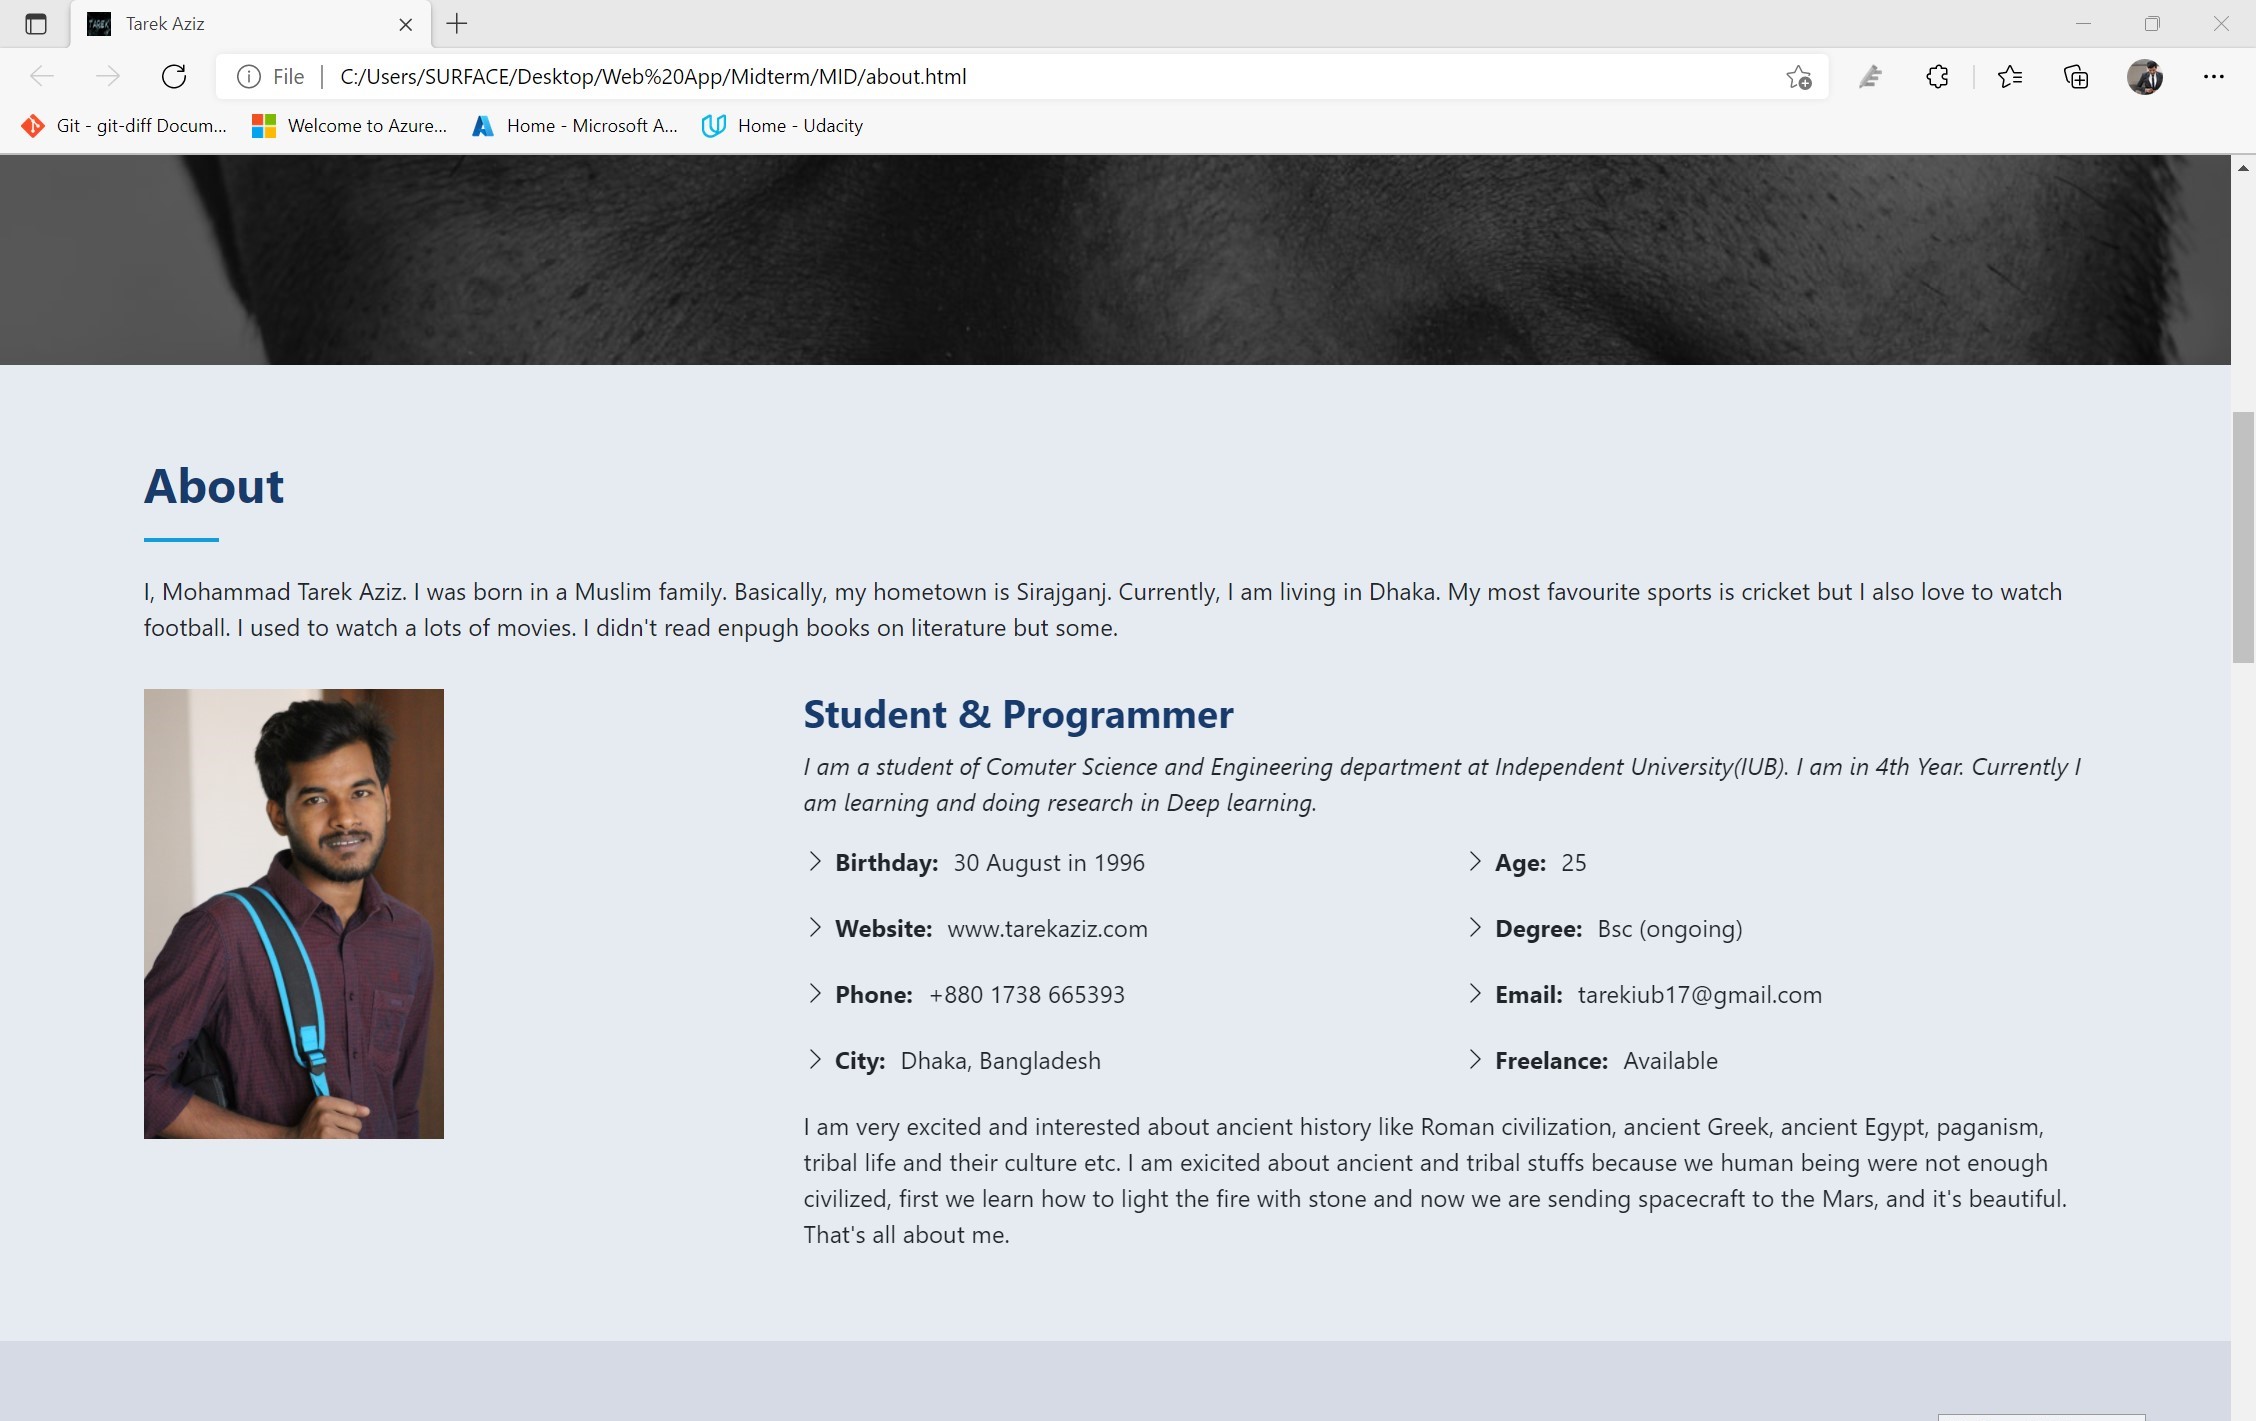 Tarek Aziz
File
C:/Users/SURFACE/Desktop/Web%20App/Midterm/MID/about.html
Git - git-diff Docum...
Welcome to Azure...
Home - Microsoft A...
Home - Udacity
About
I, Mohammad Tarek Aziz. I was born in a Muslim family. Basically, my hometown is Sirajganj. Currently, I am living in Dhaka. My most favourite sports is cricket but I also love to watch
football. I used to watch a lots of movies. I didn't read enpugh books on literature but some.
Student & Programmer
I am a student of Comuter Science and Engineering department at Independent University(IUB). I am in 4th Year. Currently I
am learning and doing research in Deep learning.
Birthday: 30 August in 1996
Age: 25
Website: www.tarekaziz.com
Degree: Bsc (ongoing)
Phone: +880 1738 665393
Email: tarekiub17@gmail.com
City: Dhaka, Bangladesh
Freelance: Available
I am very excited and interested about ancient history like Roman civilization, ancient Greek, ancient Egypt, paganism,
tribal life and their culture etc. I am exicited about ancient and tribal stuffs because we human being were not enough
civilized, first we learn how to light the fire with stone and now we are sending spacecraft to the Mars, and it's beautiful.
That's all about me.